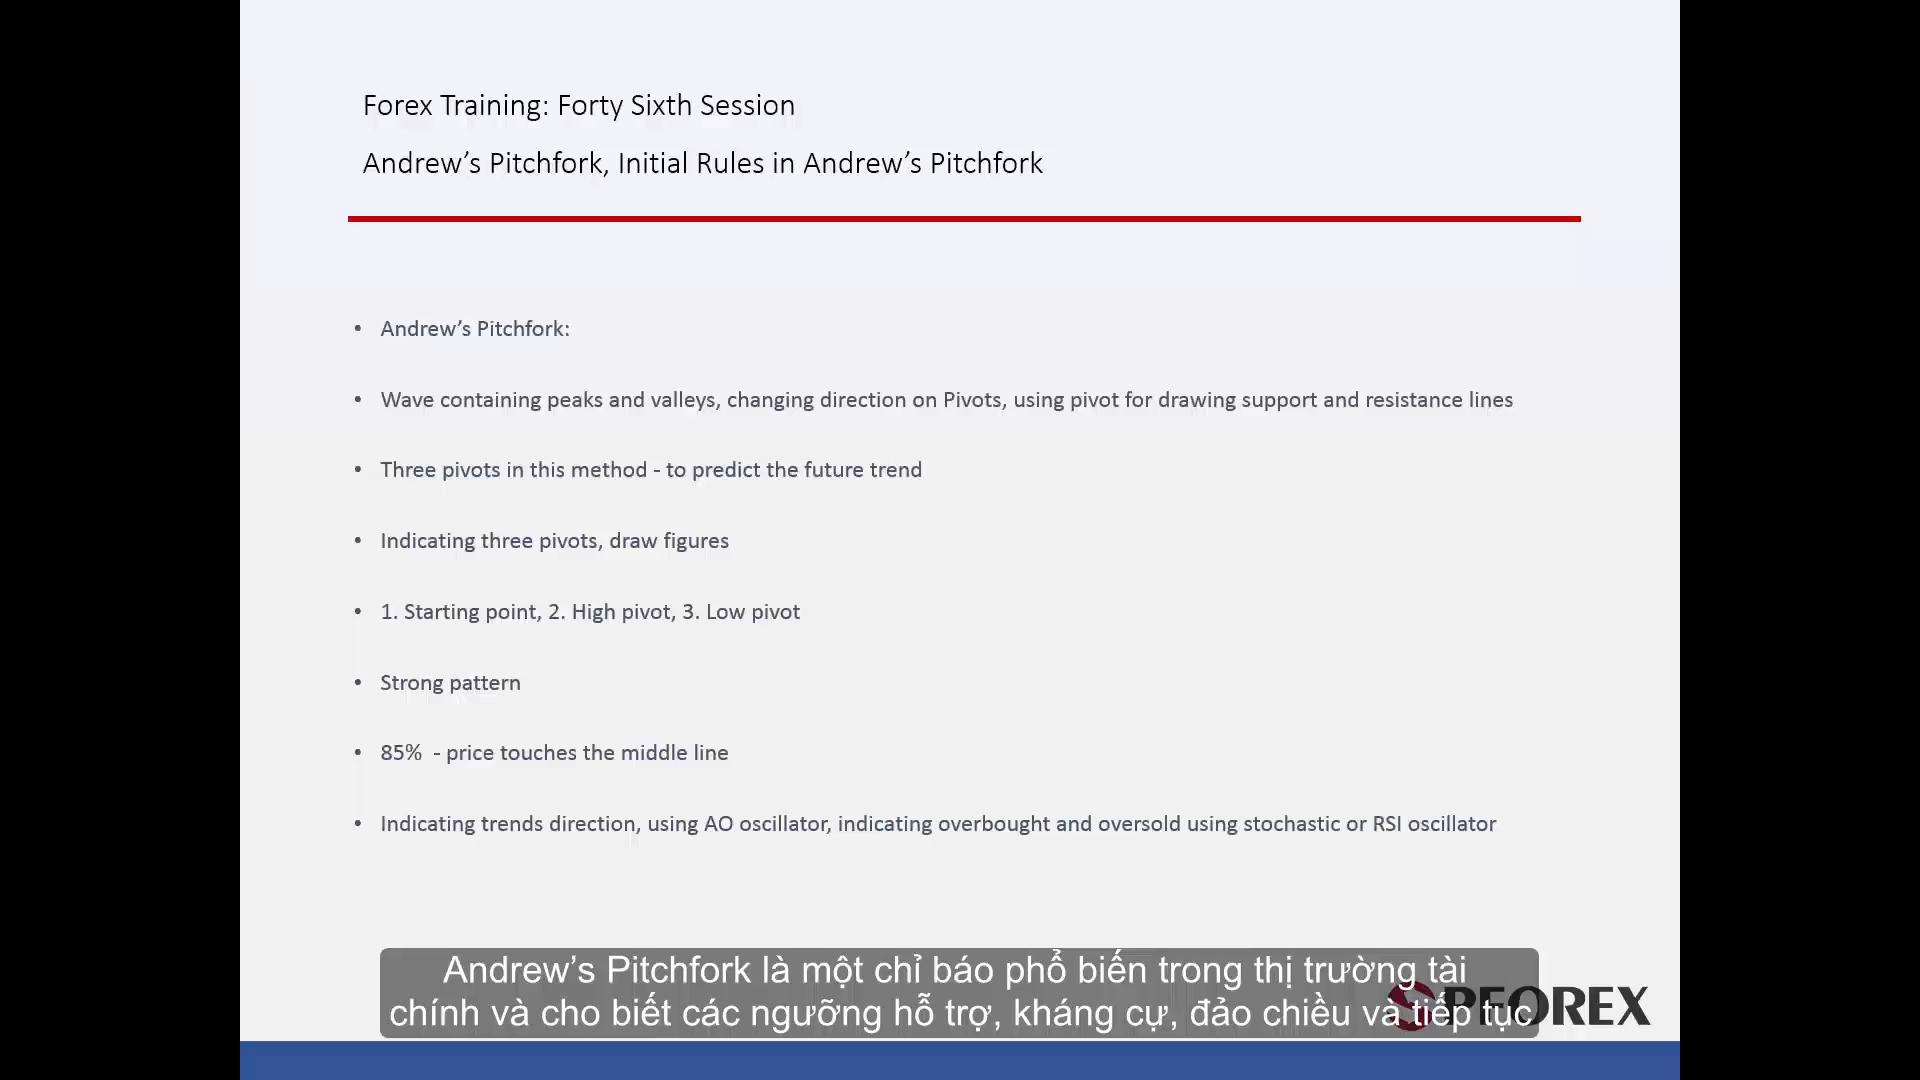 Forex Training: Forty Sixth Session
Andrew’s Pitchfork, Initial Rules in Andrew’s Pitchfork
• Andrew’s Pitchfork:
• Wave containing peaks and valleys, changing direction on Pivots, using pivot for drawing support and resistance lines
• Three pivots in this method - to predict the future trend
• Indicating three pivots, draw figures
• 1. Starting point, 2. High pivot, 3. Low pivot
• Strong pattern
• 85%  - price touches the middle line
• Indicating trends direction, using AO oscillator, indicating overbought and oversold using stochastic or RSI oscillator
Andrew’s Pitchfork là một chỉ báo phổ biến trong thị trường tài
chính và cho biết các ngưỡng hỗ trợ, kháng cự, đảo chiều và tiếp tục
PFOREX